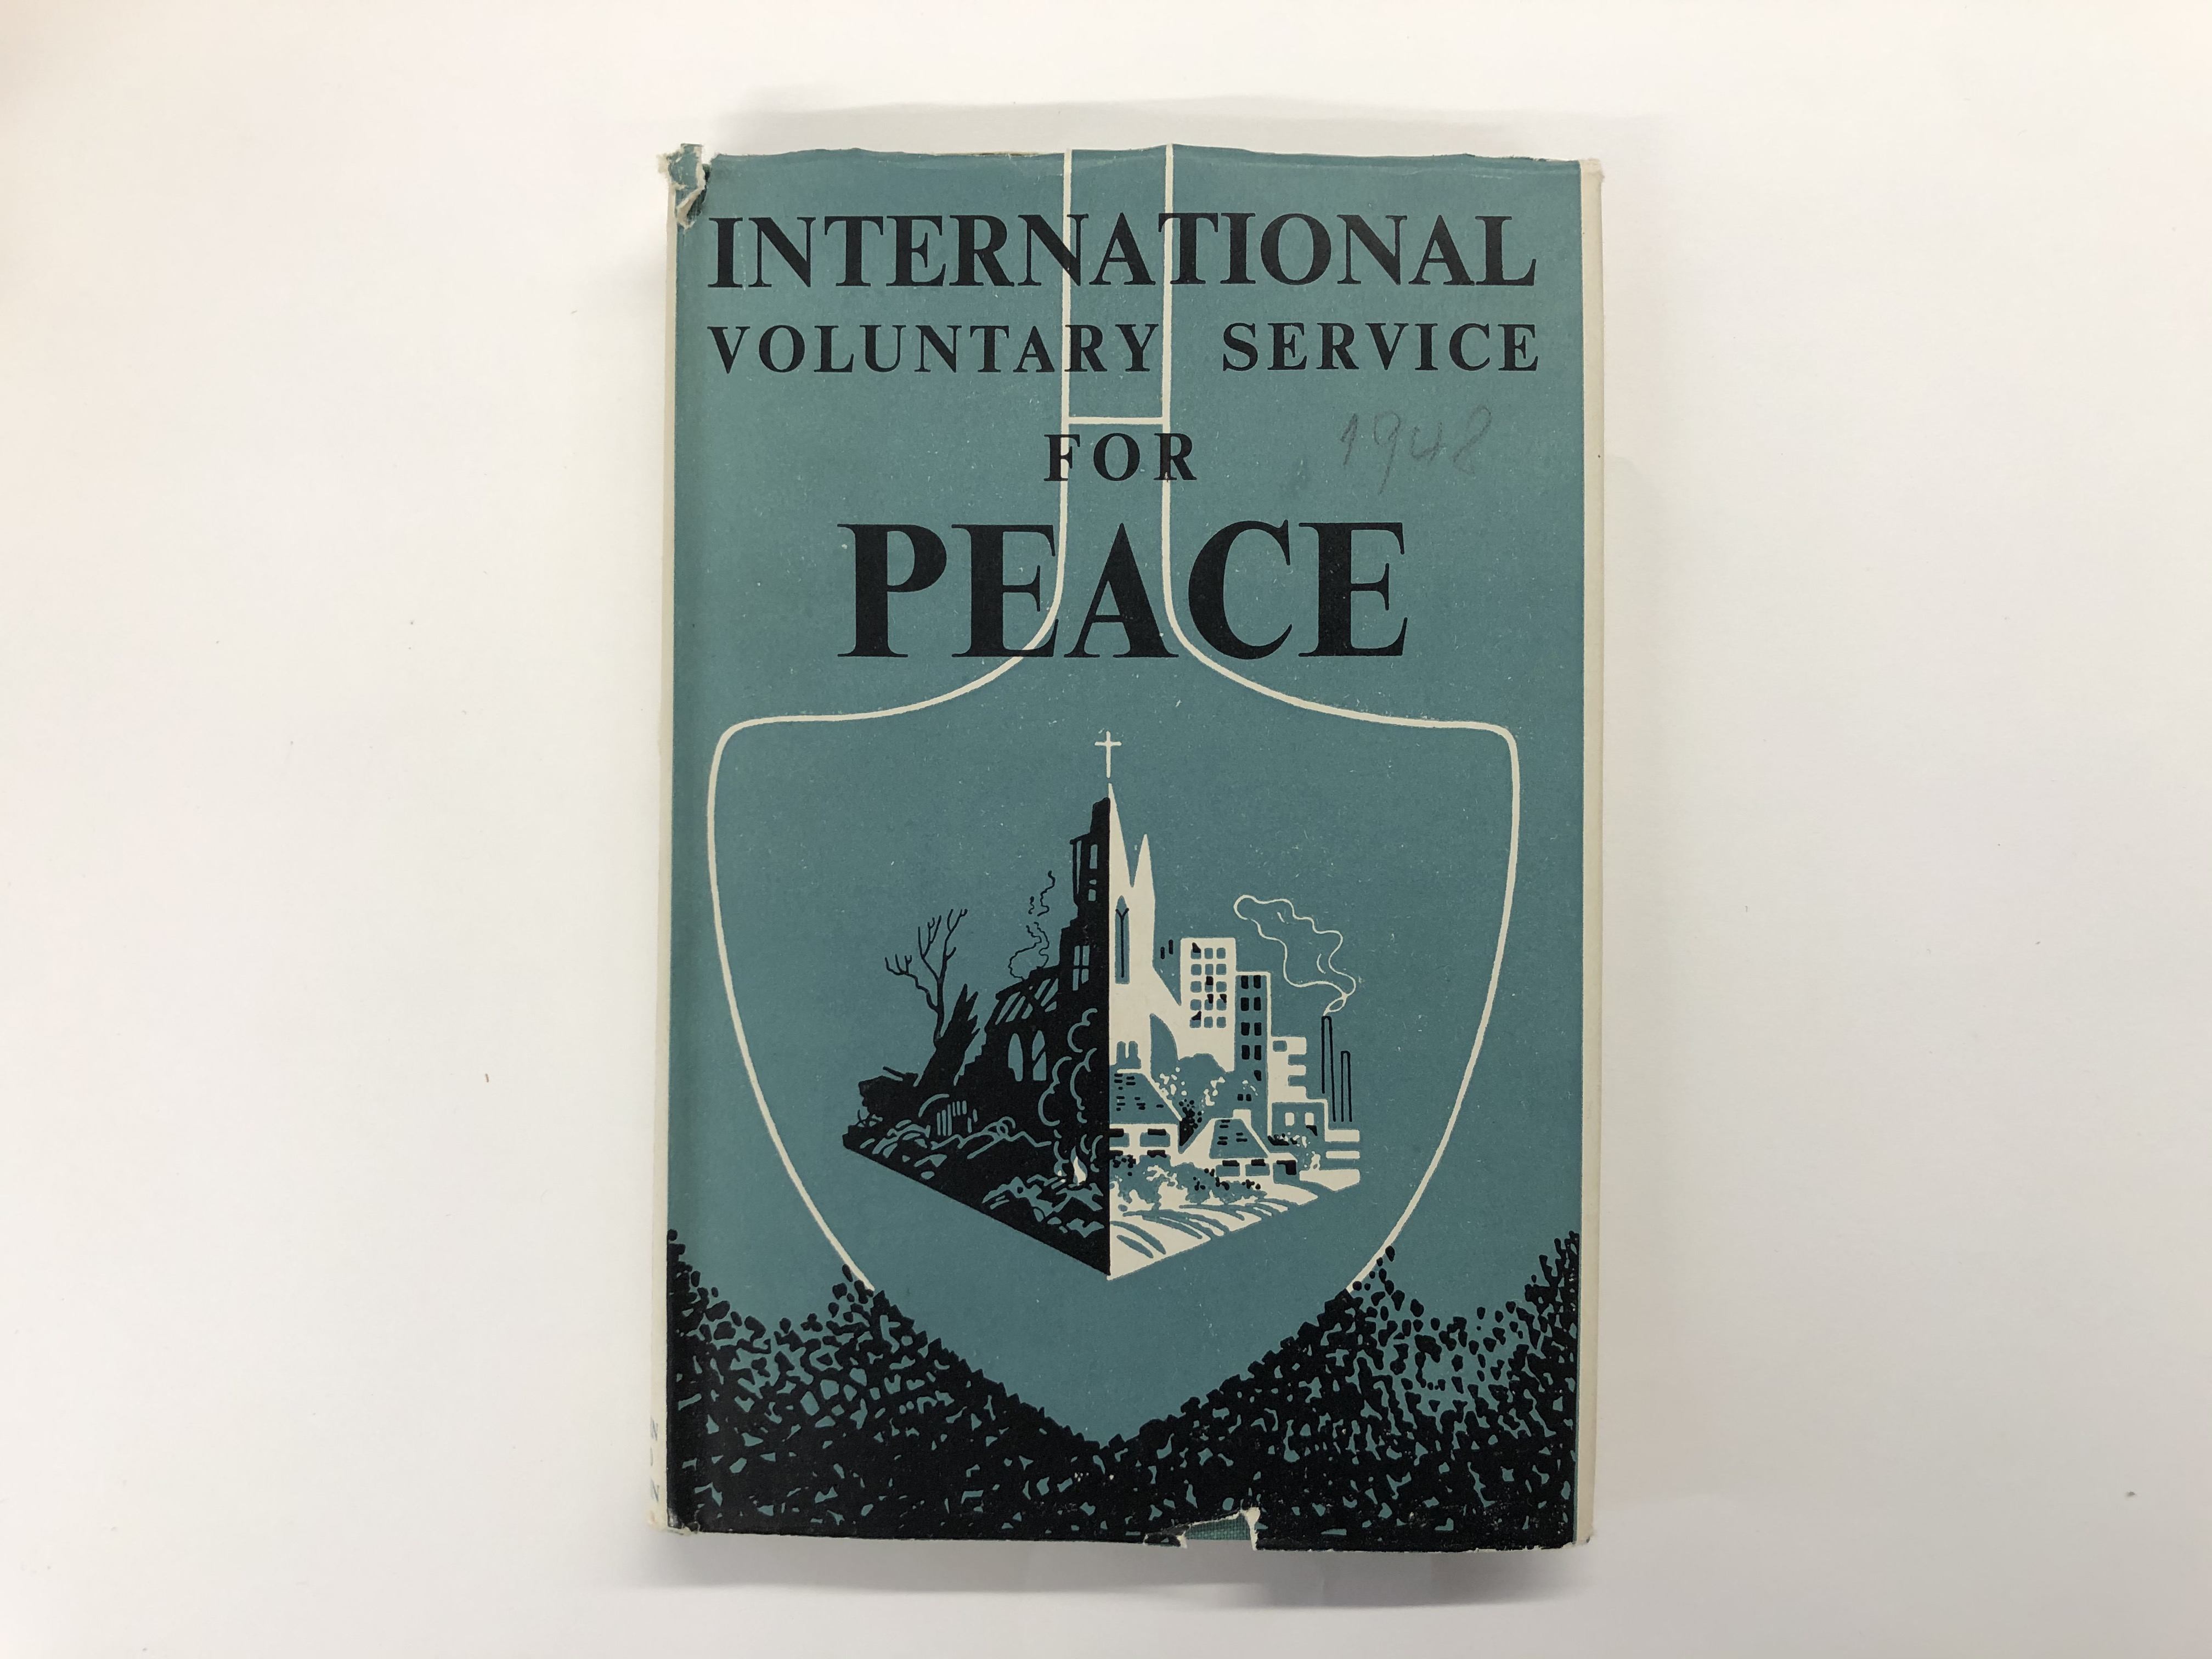 INTERNATIONAL
VOLUNTARY SERVICE
FOR
1948
PEACE